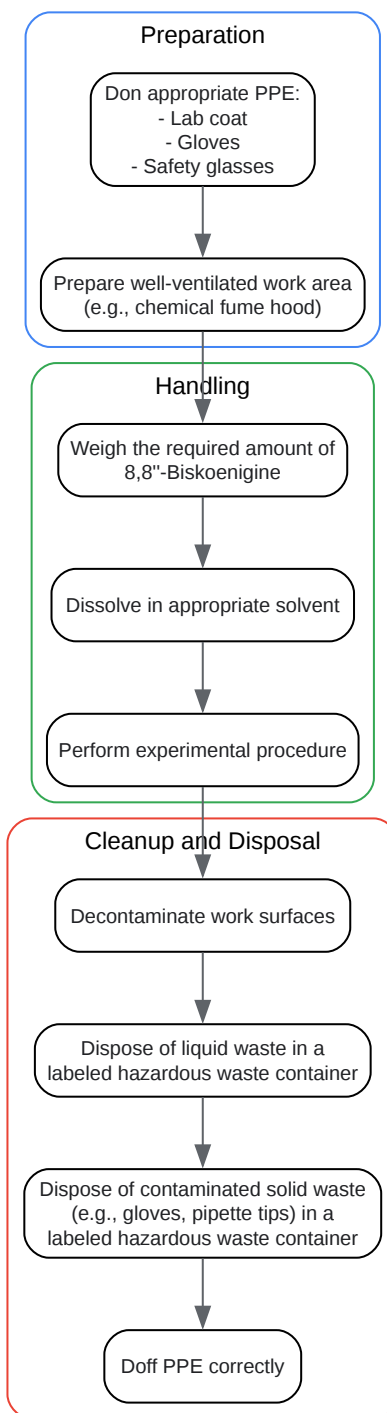 Preparation
Don appropriate PPE:
- Lab coat
- Gloves
- Safety glasses
Prepare well-ventilated work area
(e.g., chemical fume hood)
Handling
Weigh the required amount of
8,8''-Biskoenigine
Dissolve in appropriate solvent
Perform experimental procedure
Cleanup and Disposal
Decontaminate work surfaces
Dispose of liquid waste in a
labeled hazardous waste container
Dispose of contaminated solid waste
(e.g., gloves, pipette tips) in a
labeled hazardous waste container
Doff PPE correctly